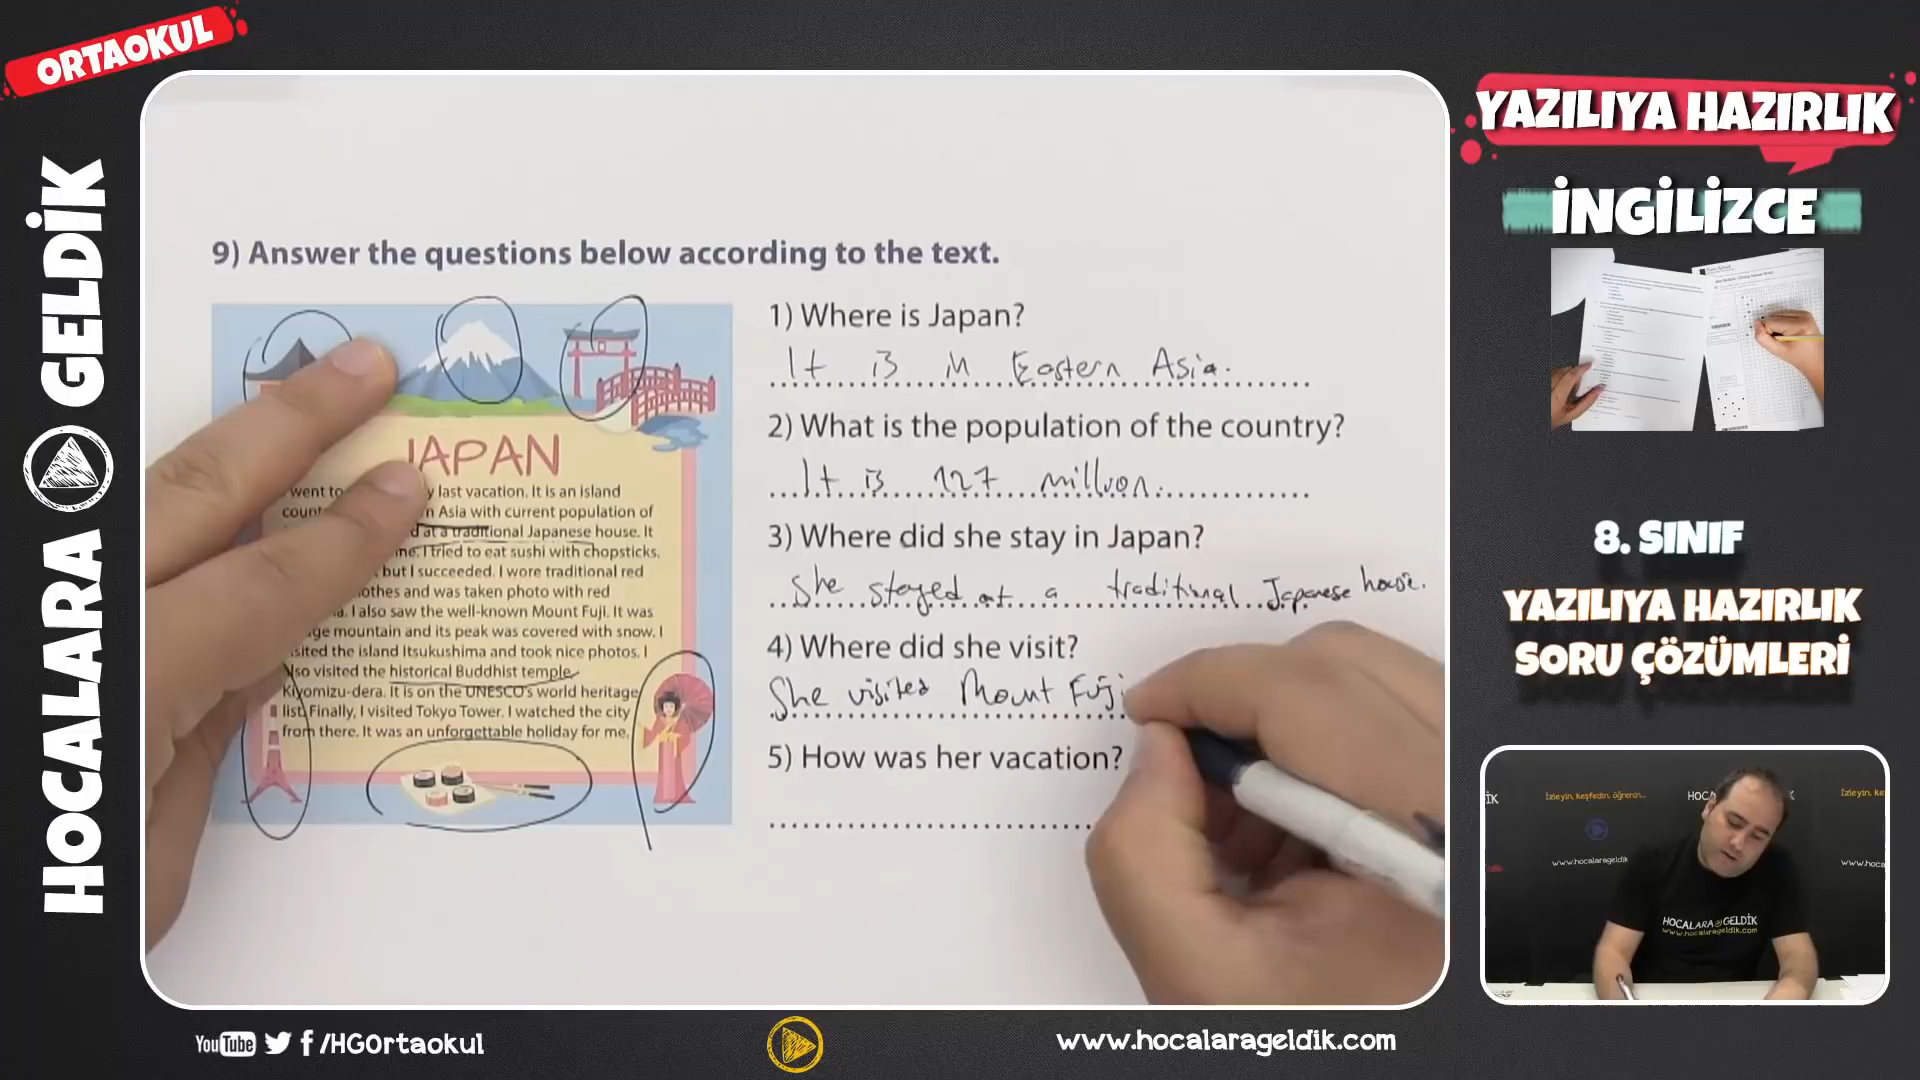 ORTAOKUL
HOCALARA GELDİK
9) Answer the questions below according to the text.
JAPAN
went to y last vacation. It is an island
count n Asia with current population of
d at a traditional Japanese house. It
ne. I tried to eat sushi with chopsticks.
but I succeeded. I wore traditional red
othes and was taken photo with red
a. I also saw the well-known Mount Fuji. It was
ge mountain and its peak was covered with snow. I
sited the island Itsukushima and took nice photos. I
lso visited the historical Buddhist temple
Kiyomizu-dera. It is on the UNESCO's world heritage
list. Finally, I visited Tokyo Tower. I watched the city
from there. It was an unforgettable holiday for me.
1) Where is Japan?
It is in Eastern Asia.
2) What is the population of the country?
It is 127 million.
3) Where did she stay in Japan?
She stayed at a traditional Japanese house.
4) Where did she visit?
She visited Mount Fuji
5) How was her vacation?
YAZILIYA HAZIRLIK
İNGİLİZCE
8. SINIF
YAZILIYA HAZIRLIK
SORU ÇÖZÜMLERİ
İzleyin, keşfedin, öğrenin...
www.hocalarageldik
HOCALARA GELDİK
www.hocalarageldik.com
YouTube f /HGOrtaokul
www.hocalarageldik.com